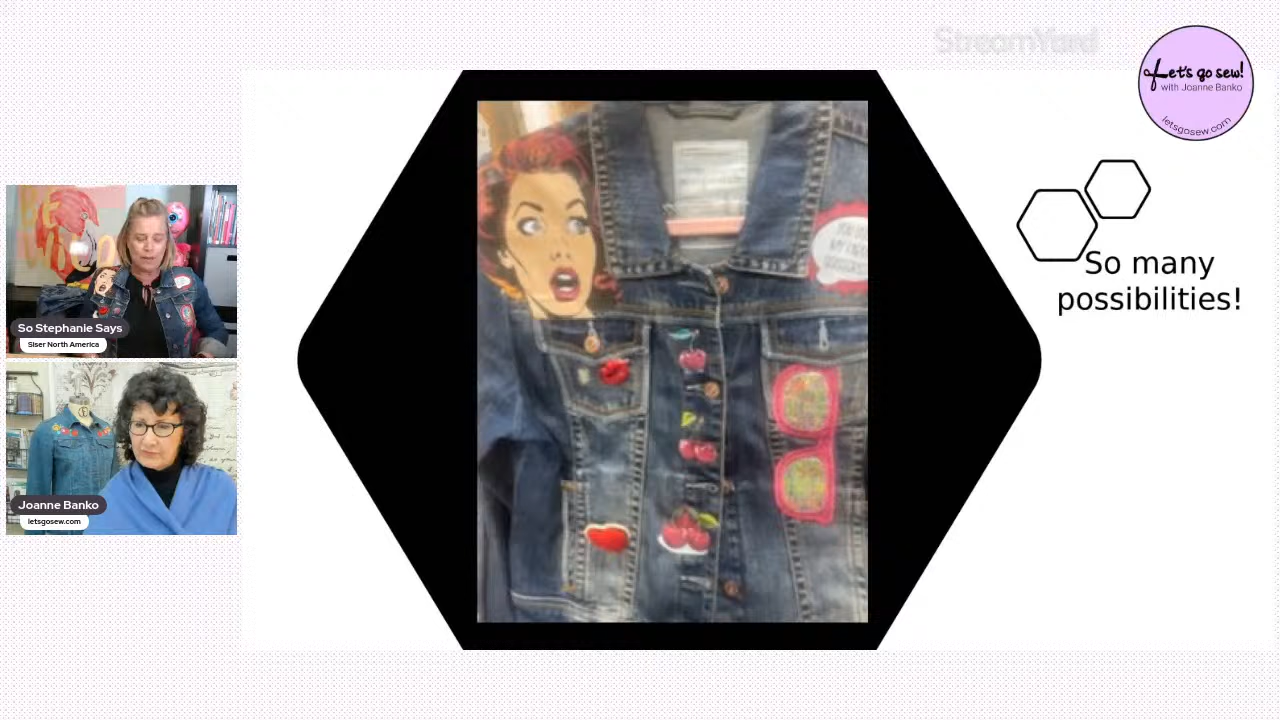 StreamYard
Let's go sew!
with Joanne Banko
letsgosew.com
So many
possibilities!
So Stephanie Says
Siser North America
Joanne Banko
letsgosew.com